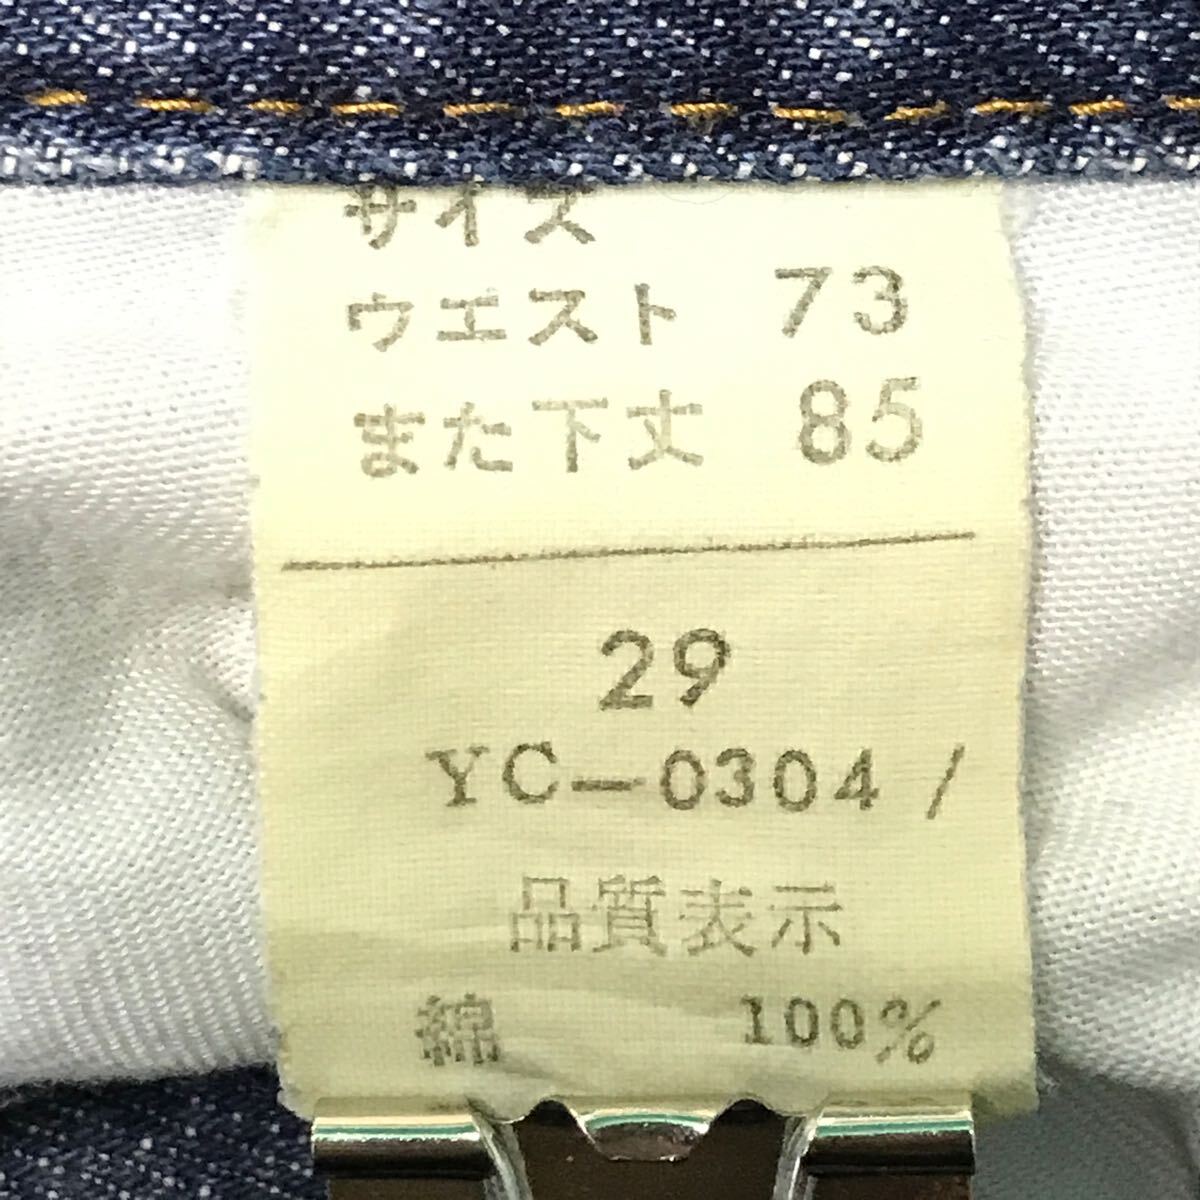 サイズ
ウエスト 73
また下丈 85
29
YC-0304 /
品質表示
綿 100%